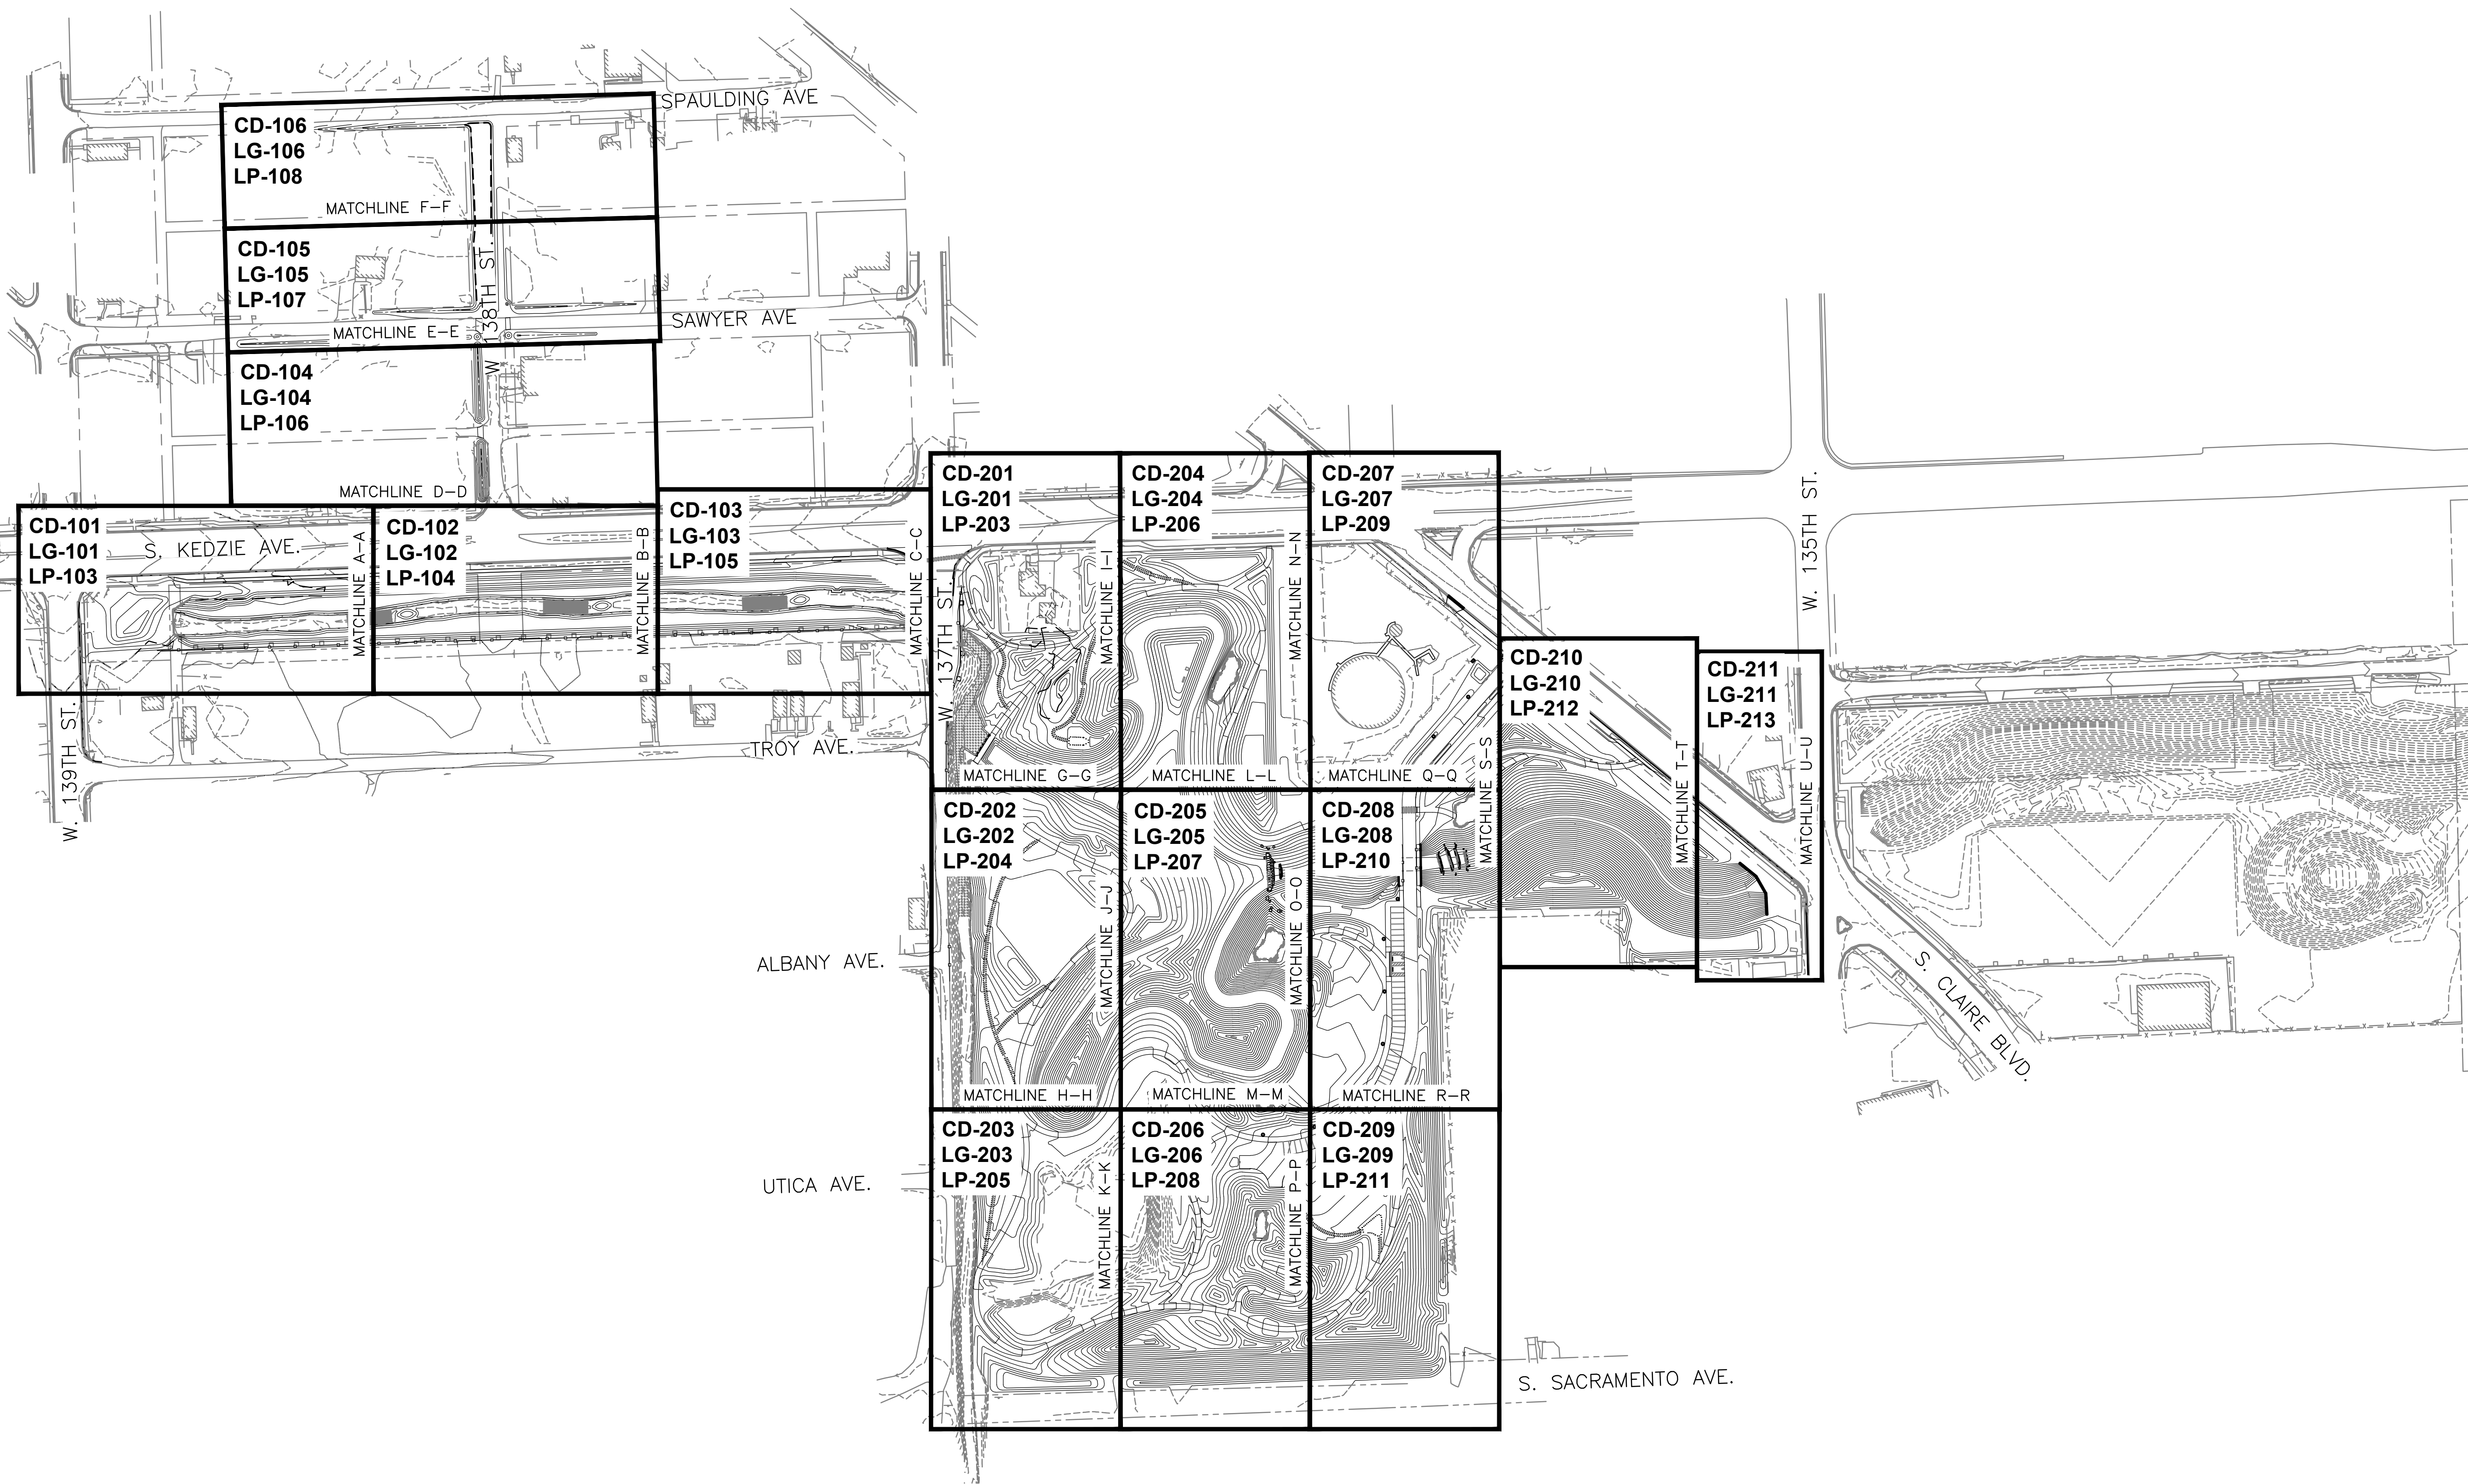 SPAULDING AVE
CD-106
LG-106
LP-108
MATCHLINE F-F
CD-105
LG-105
LP-107
W 138TH ST.
SAWYER AVE
MATCHLINE E-E
CD-104
LG-104
LP-106
MATCHLINE D-D
CD-101
LG-101
LP-103
S. KEDZIE AVE.
MATCHLINE A-A
CD-102
LG-102
LP-104
MATCHLINE B-B
CD-103
LG-103
LP-105
MATCHLINE C-C
W. 139TH ST.
TROY AVE.
W. 137TH ST.
CD-201
LG-201
LP-203
MATCHLINE I-I
MATCHLINE G-G
CD-204
LG-204
LP-206
MATCHLINE N-N
MATCHLINE L-L
CD-207
LG-207
LP-209
MATCHLINE Q-Q
MATCHLINE S-S
CD-210
LG-210
LP-212
MATCHLINE T-T
CD-211
LG-211
LP-213
MATCHLINE U-U
W. 135TH ST.
CD-202
LG-202
LP-204
MATCHLINE J-J
MATCHLINE H-H
CD-205
LG-205
LP-207
MATCHLINE O-O
MATCHLINE M-M
CD-208
LG-208
LP-210
MATCHLINE R-R
ALBANY AVE.
S. CLAIRE BLVD.
CD-203
LG-203
LP-205
MATCHLINE K-K
CD-206
LG-206
LP-208
MATCHLINE P-P
CD-209
LG-209
LP-211
UTICA AVE.
S. SACRAMENTO AVE.